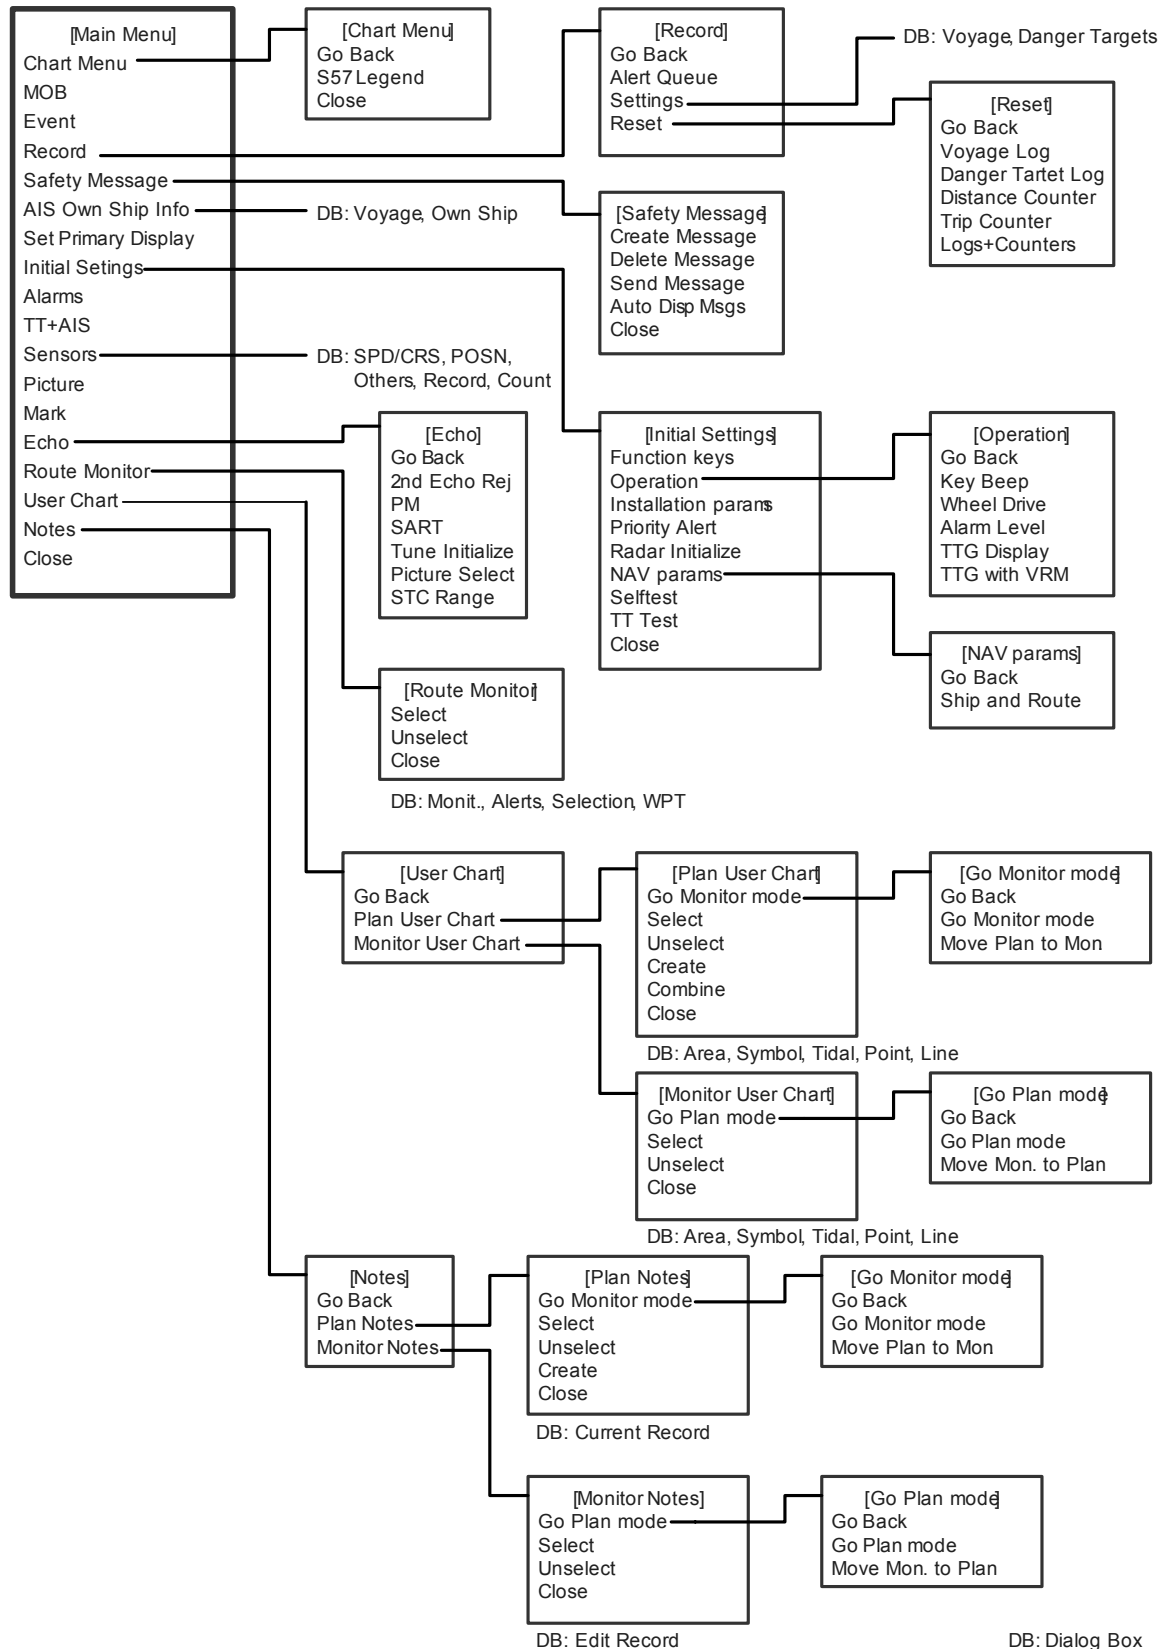 [Main Menu]
Chart Menu
MOB
Event
Record
Safety Message
AIS Own Ship Info
Set Primary Display
Initial Setings
Alarms
TT+AIS
Sensors
Picture
Mark
Echo
Route Monitor
User Chart
Notes
Close
[Chart Menu]
Go Back
S57 Legend
Close
[Record]
Go Back
Alert Queue
Settings
Reset
DB: Voyage, Danger Targets
[Reset]
Go Back
Voyage Log
Danger Tartet Log
Distance Counter
Trip Counter
Logs+Counters
DB: Voyage, Own Ship
[Safety Message]
Create Message
Delete Message
Send Message
Auto Disp Msgs
Close
DB: SPD/CRS, POSN,
Others, Record, Count
[Echo]
Go Back
2nd Echo Rej
PM
SART
Tune Initialize
Picture Select
STC Range
[Initial Settings]
Function keys
Operation
Installation params
Priority Alert
Radar Initialize
NAV params
Selftest
TT Test
Close
[Operation]
Go Back
Key Beep
Wheel Drive
Alarm Level
TTG Display
TTG with VRM
[NAV params]
Go Back
Ship and Route
[Route Monitor]
Select
Unselect
Close
DB: Monit., Alerts, Selection, WPT
[User Chart]
Go Back
Plan User Chart
Monitor User Chart
[Plan User Chart]
Go Monitor mode
Select
Unselect
Create
Combine
Close
DB: Area, Symbol, Tidal, Point, Line
[Go Monitor mode]
Go Back
Go Monitor mode
Move Plan to Mon
[Monitor User Chart]
Go Plan mode
Select
Unselect
Close
DB: Area, Symbol, Tidal, Point, Line
[Go Plan mode]
Go Back
Go Plan mode
Move Mon. to Plan
[Notes]
Go Back
Plan Notes
Monitor Notes
[Plan Notes]
Go Monitor mode
Select
Unselect
Create
Close
DB: Current Record
[Go Monitor mode]
Go Back
Go Monitor mode
Move Plan to Mon
[Monitor Notes]
Go Plan mode
Select
Unselect
Close
DB: Edit Record
[Go Plan mode]
Go Back
Go Plan mode
Move Mon. to Plan
DB: Dialog Box